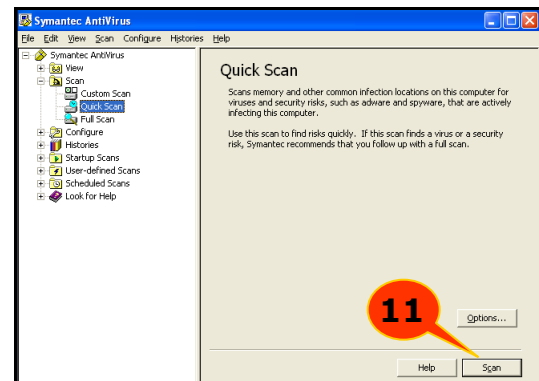 Symantec AntiVirus
File Edit View Scan Configure Histories Help
Symantec AntiVirus
View
Scan
Custom Scan
Quick Scan
Full Scan
Configure
Histories
Startup Scans
User-defined Scans
Scheduled Scans
Look for Help
Quick Scan
Scans memory and other common infection locations on this computer for
viruses and security risks, such as adware and spyware, that are actively
infecting this computer.
Use this scan to find risks quickly. If this scan finds a virus or a security
risk, Symantec recommends that you follow up with a full scan.
11
Options...
Help Scan